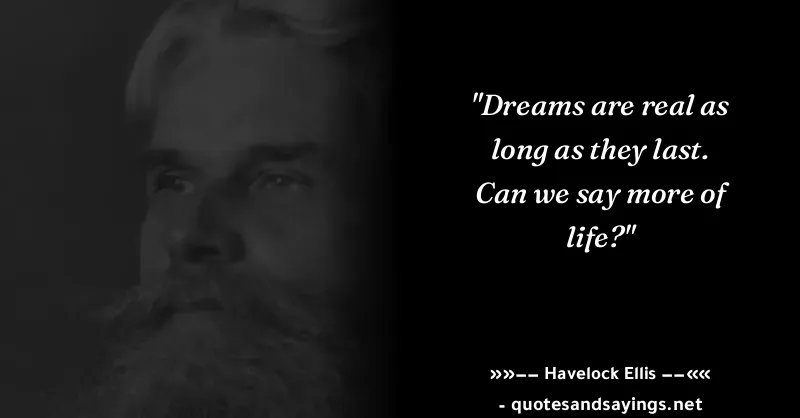 "Dreams are real as
long as they last.
Can we say more of
life?"
»»−− Havelock Ellis −−««
- quotesandsayings.net